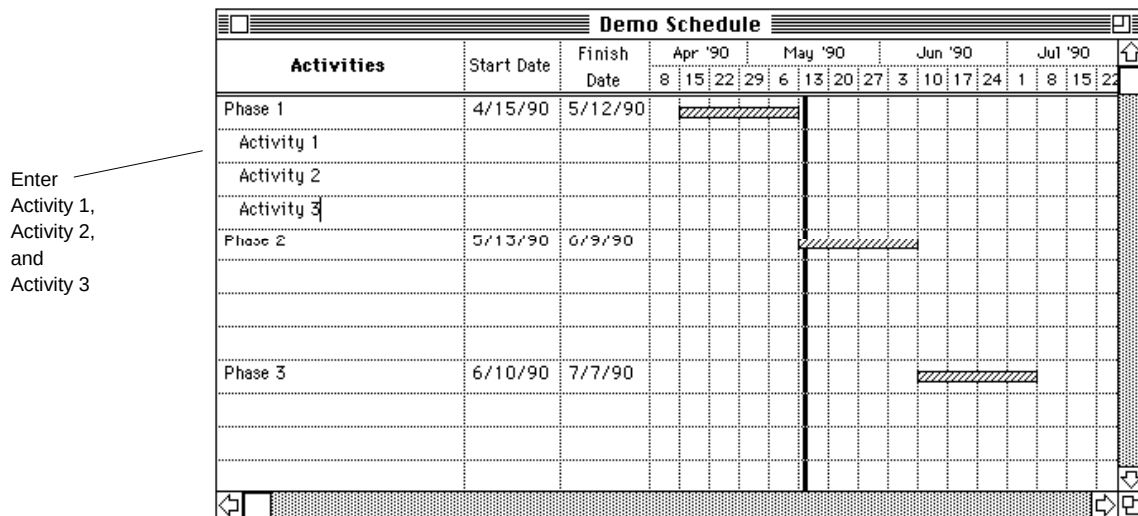 Demo Schedule
Activities Start Date Finish Date Apr '90 May '90 Jun '90 Jul '90
8 15 22 29 6 13 20 27 3 10 17 24 1 8 15 22
Phase 1 4/15/90 5/12/90
Activity 1
Activity 2
Activity 3
Phase 2 5/13/90 6/9/90
Phase 3 6/10/90 7/7/90
Enter
Activity 1,
Activity 2,
and
Activity 3